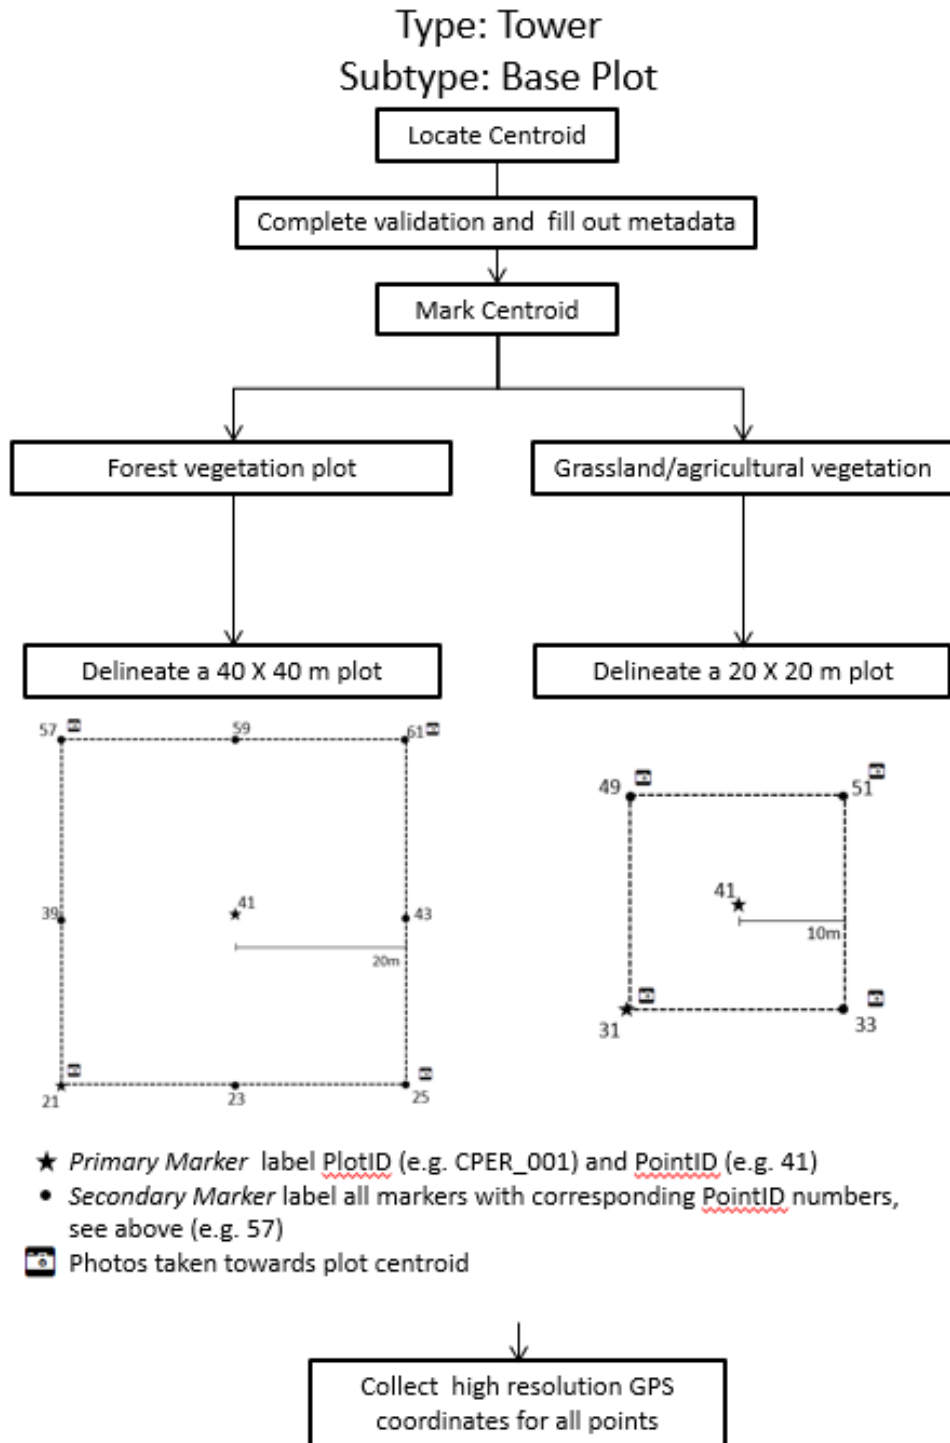 Type: Tower
Subtype: Base Plot
Locate Centroid
Complete validation and fill out metadata
Mark Centroid
Forest vegetation plot
Grassland/agricultural vegetation
Delineate a 40 X 40 m plot
Delineate a 20 X 20 m plot
57
59
61
39
41
43
20m
21
23
25
49
51
41
10m
31
33
Primary Marker label PlotID (e.g. CPER_001) and PointID (e.g. 41)
Secondary Marker label all markers with corresponding PointID numbers,
see above (e.g. 57)
Photos taken towards plot centroid
Collect high resolution GPS
coordinates for all points